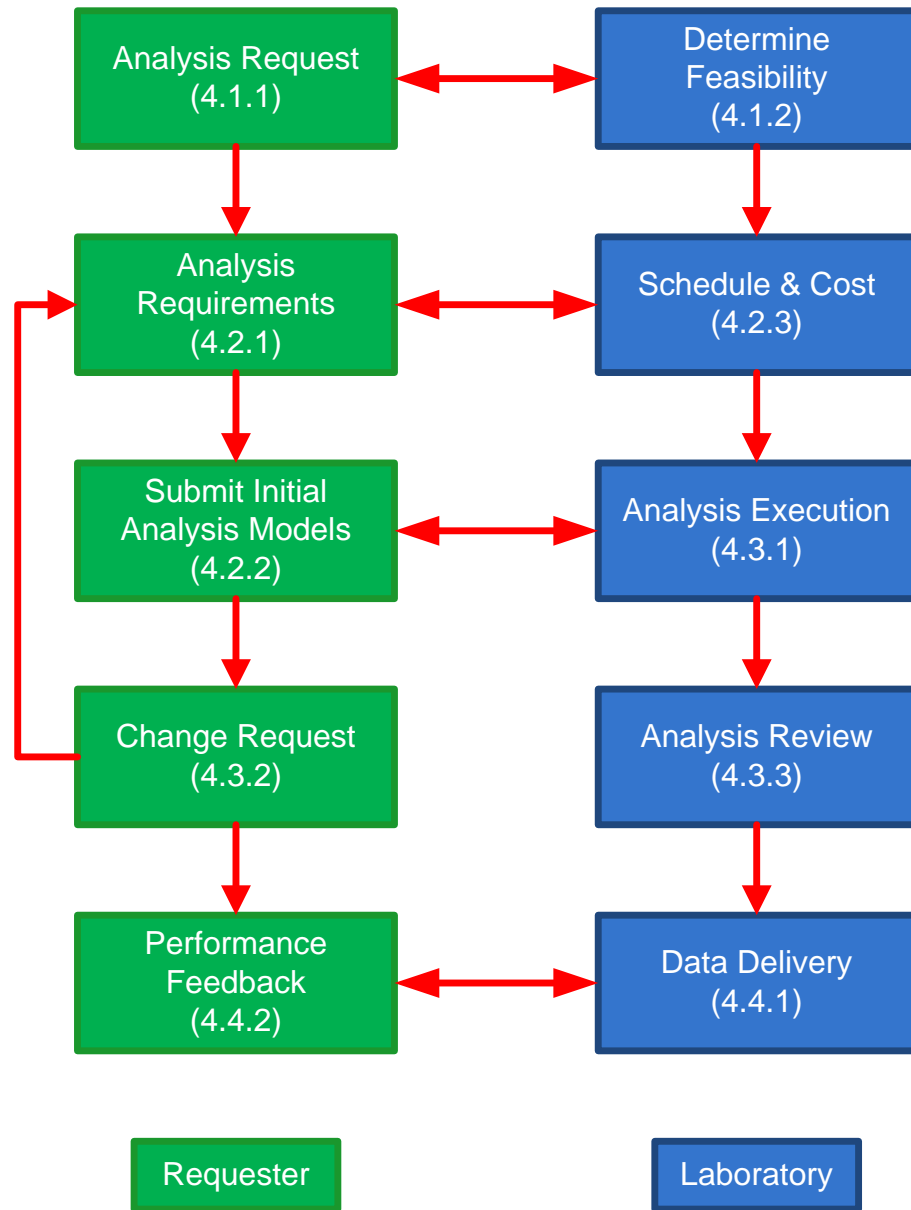 Analysis Request
(4.1.1)
Determine
Feasibility
(4.1.2)
Analysis
Requirements
(4.2.1)
Schedule & Cost
(4.2.3)
Submit Initial
Analysis Models
(4.2.2)
Analysis Execution
(4.3.1)
Change Request
(4.3.2)
Analysis Review
(4.3.3)
Performance
Feedback
(4.4.2)
Data Delivery
(4.4.1)
Requester
Laboratory